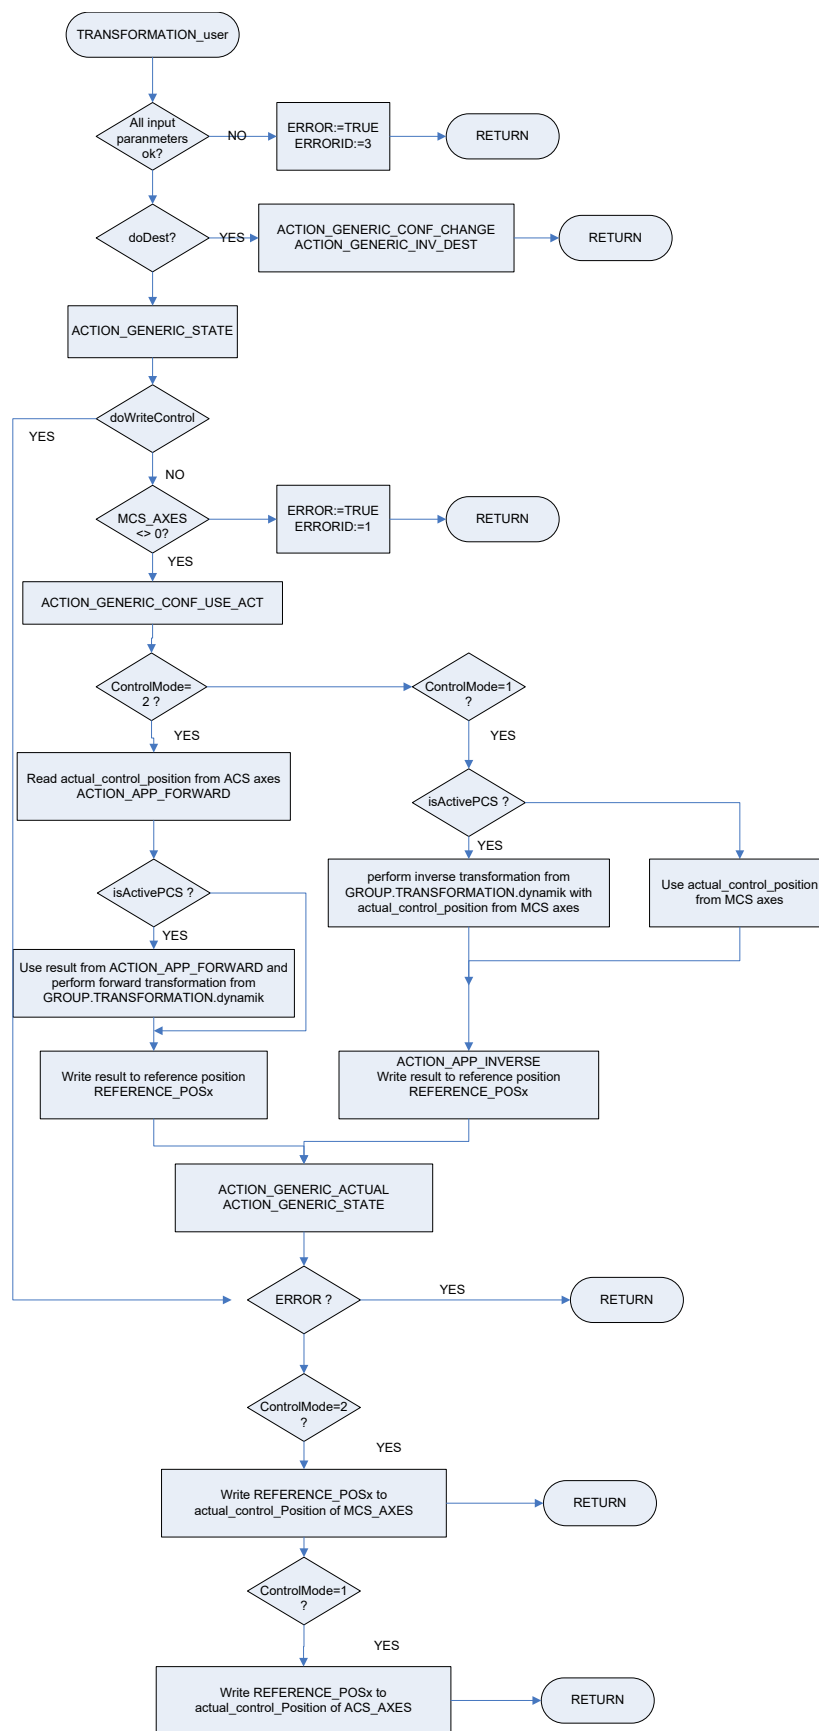 TRANSFORMATION_user
All input
paranmeters
ok?
NO
ERROR:=TRUE
ERRORID:=3
RETURN
doDest?
YES
ACTION_GENERIC_CONF_CHANGE
ACTION_GENERIC_INV_DEST
RETURN
ACTION_GENERIC_STATE
doWriteControl
YES
NO
MCS_AXES
<> 0?
ERROR:=TRUE
ERRORID:=1
RETURN
YES
ACTION_GENERIC_CONF_USE_ACT
ControlMode=
2 ?
ControlMode=1
?
YES
YES
Read actual_control_position from ACS axes
ACTION_APP_FORWARD
isActivePCS ?
YES
perform inverse transformation from
GROUP.TRANSFORMATION.dynamik with
actual_control_position from MCS axes
Use actual_control_position
from MCS axes
isActivePCS ?
YES
Use result from ACTION_APP_FORWARD and
perform forward transformation from
GROUP.TRANSFORMATION.dynamik
Write result to reference position
REFERENCE_POSx
ACTION_APP_INVERSE
Write result to reference position
REFERENCE_POSx
ACTION_GENERIC_ACTUAL
ACTION_GENERIC_STATE
ERROR ?
YES
RETURN
ControlMode=2
?
YES
Write REFERENCE_POSx to
actual_control_Position of MCS_AXES
RETURN
ControlMode=1
?
YES
Write REFERENCE_POSx to
actual_control_Position of ACS_AXES
RETURN